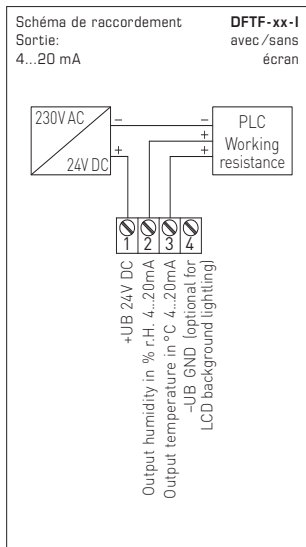 Schéma de raccordement DFTF-xx-I
Sortie: avec/sans
4...20 mA écran
230V AC
24V DC
–
+
–
+
+
PLC
Working
resistance
1 2 3 4
+UB 24V DC
Output humidity in % r.H. 4...20mA
Output temperature in °C 4...20mA
–UB GND (optional for
LCD background lightling)